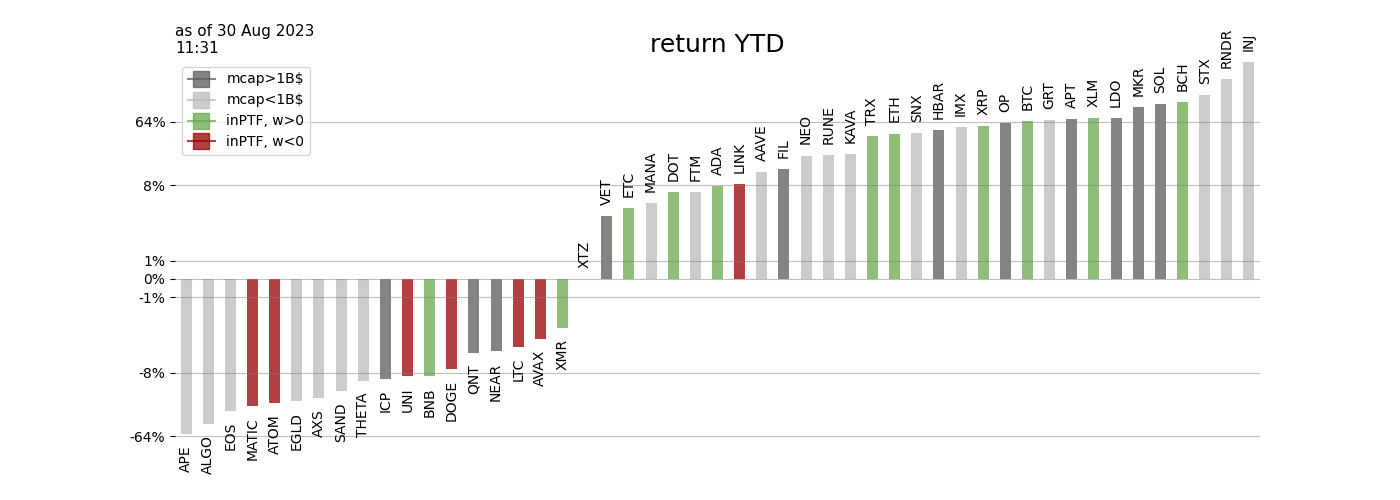 as of 30 Aug 2023
11:31
return YTD
mcap>1B$
mcap<1B$
inPTF, w>0
inPTF, w<0
64%
8%
1%
0%
-1%
-8%
-64%
APE
ALGO
EOS
MATIC
ATOM
EGLD
AXS
SAND
THETA
ICP
UNI
BNB
DOGE
QNT
NEAR
LTC
AVAX
XMR
XTZ
VET
ETC
MANA
DOT
FTM
ADA
LINK
AAVE
FIL
NEO
RUNE
KAVA
TRX
ETH
SNX
HBAR
IMX
XRP
OP
BTC
GRT
APT
XLM
LDO
MKR
SOL
BCH
STX
RNDR
INJ